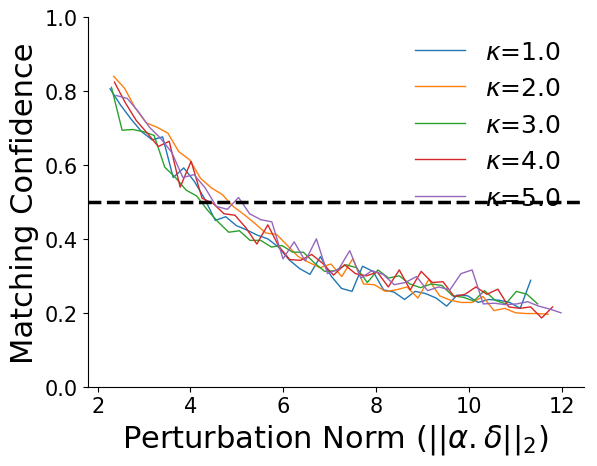 Matching Confidence
1.0
0.8
0.6
0.4
0.2
0.0
κ=1.0
κ=2.0
κ=3.0
κ=4.0
κ=5.0
2 4 6 8 10 12
Perturbation Norm (||α.δ||₂)